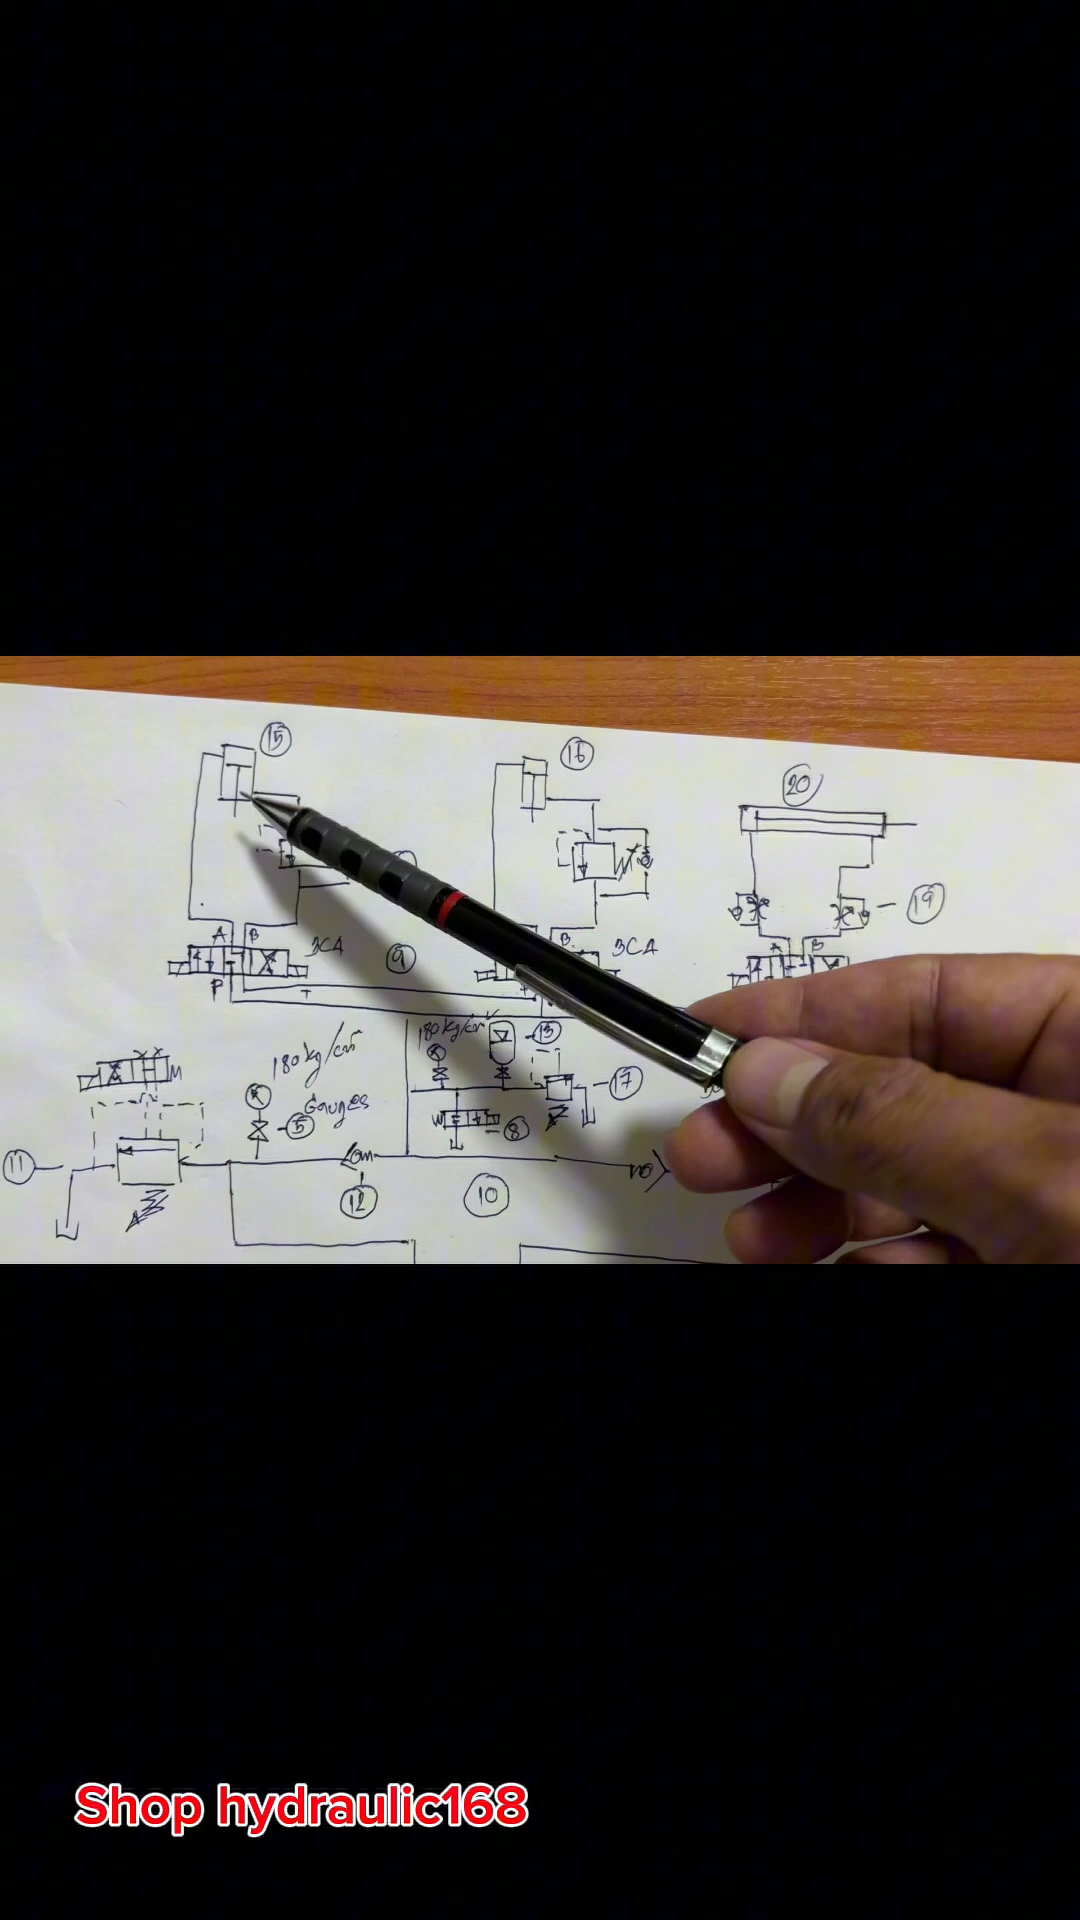 15
16
20
19
A B
3CA
9
B
3CA
A B
P
T
180 kg/cm²
180 kg/cm²
13
M
Gauges
5
17
8
11
12
10
Shop hydraulic168